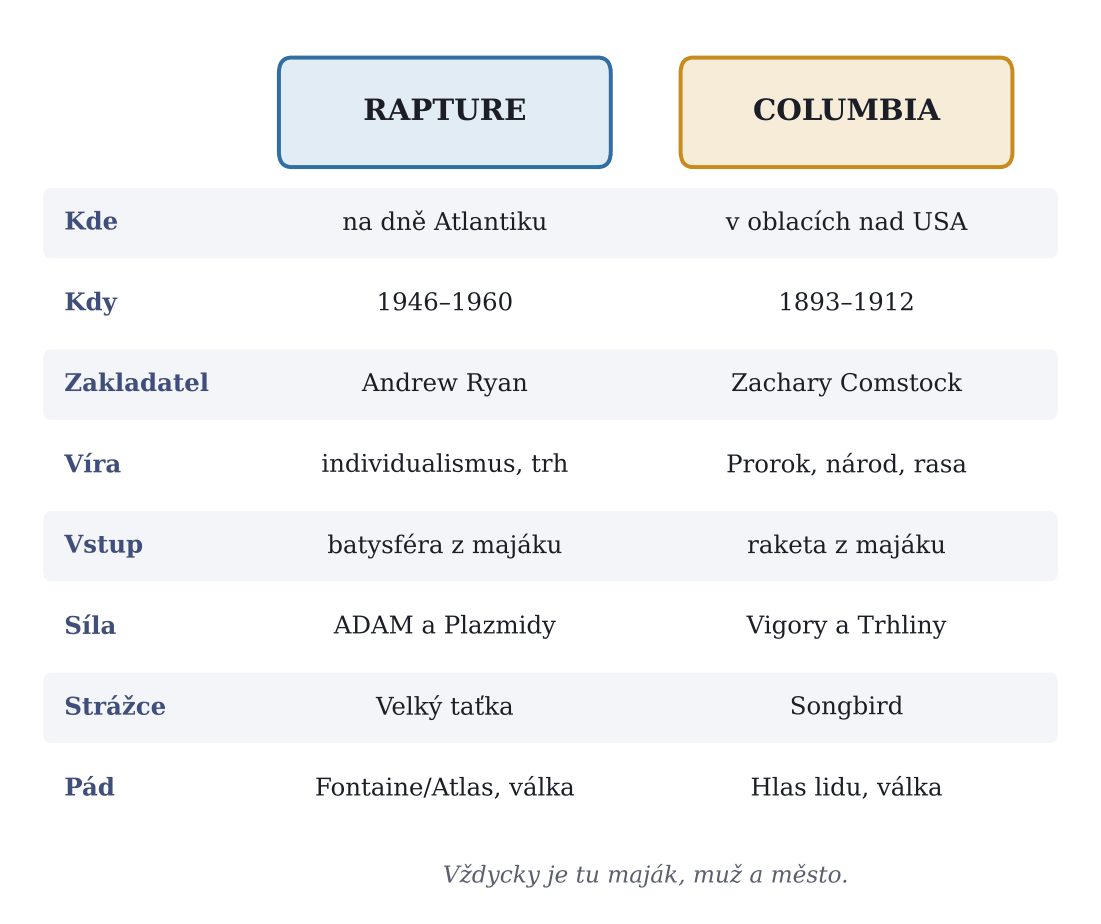 RAPTURE COLUMBIA
Kde na dně Atlantiku v oblacích nad USA
Kdy 1946–1960 1893–1912
Zakladatel Andrew Ryan Zachary Comstock
Víra individualismus, trh Prorok, národ, rasa
Vstup batysféra z majáku raketa z majáku
Síla ADAM a Plazmidy Vigory a Trhliny
Strážce Velký taťka Songbird
Pád Fontaine/Atlas, válka Hlas lidu, válka
Vždycky je tu maják, muž a město.